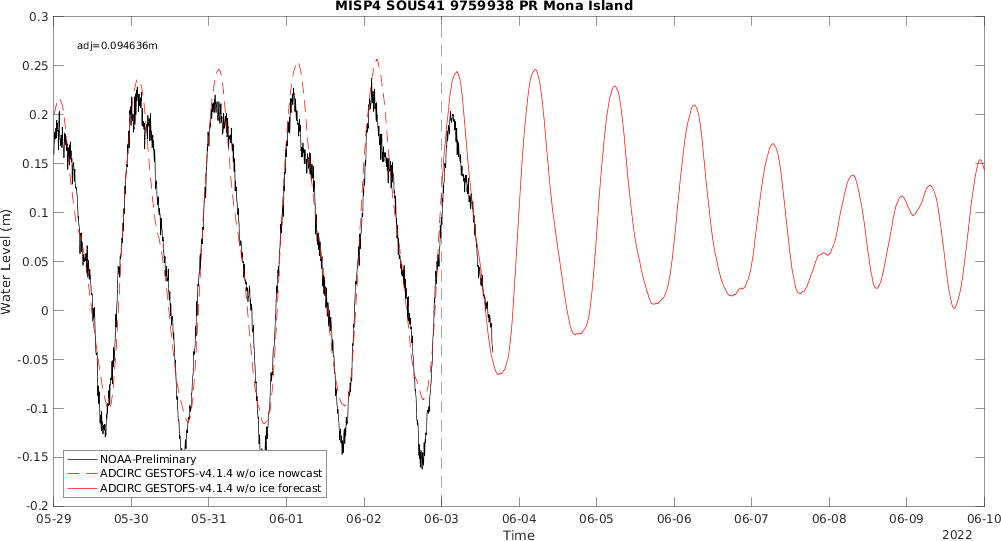 MISP4 SOUS41 9759938 PR Mona Island
adj=0.094636m
0.3
0.25
0.2
0.15
0.1
0.05
0
-0.05
-0.1
-0.15
-0.2
Water Level (m)
NOAA-Preliminary
ADCIRC GESTOFS-v4.1.4 w/o ice nowcast
ADCIRC GESTOFS-v4.1.4 w/o ice forecast
05-29 05-30 05-31 06-01 06-02 06-03 06-04 06-05 06-06 06-07 06-08 06-09 06-10
Time
2022